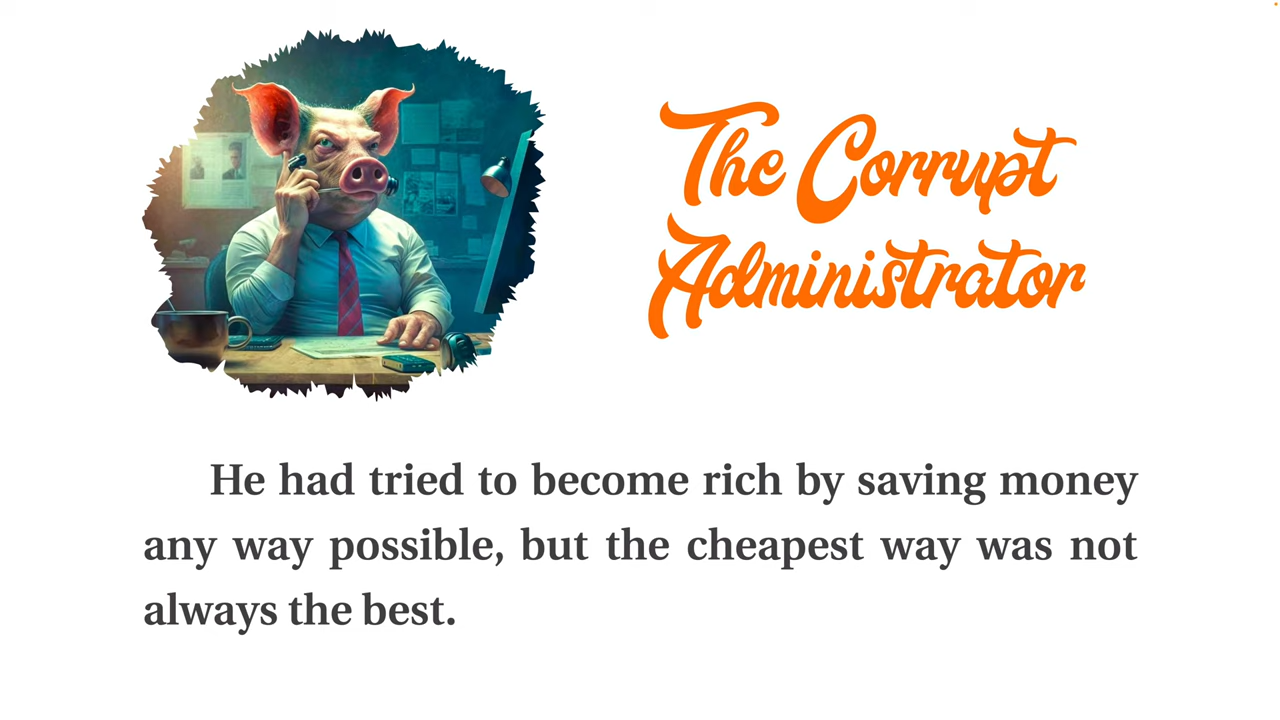 The Corrupt
Administrator
He had tried to become rich by saving money
any way possible, but the cheapest way was not
always the best.